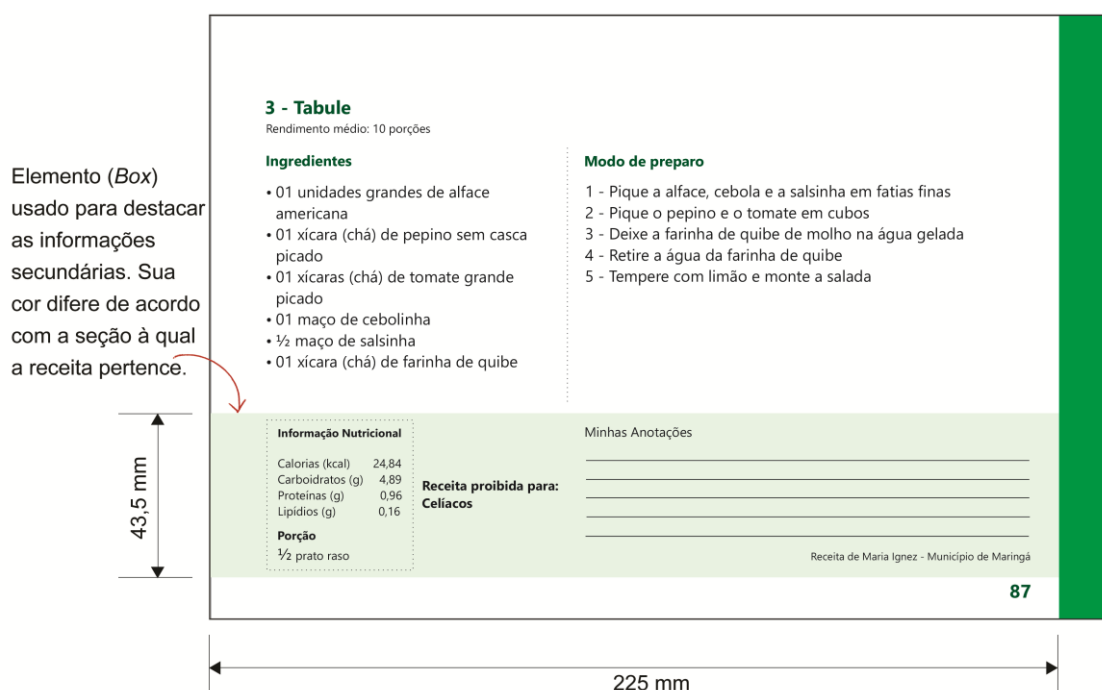 3 - Tabule
Rendimento médio: 10 porções
Ingredientes
• 01 unidades grandes de alface
americana
• 01 xícara (chá) de pepino sem casca
picado
• 01 xícaras (chá) de tomate grande
picado
• 01 maço de cebolinha
• ½ maço de salsinha
• 01 xícara (chá) de farinha de quibe
Modo de preparo
1 - Pique a alface, cebola e a salsinha em fatias finas
2 - Pique o pepino e o tomate em cubos
3 - Deixe a farinha de quibe de molho na água gelada
4 - Retire a água da farinha de quibe
5 - Tempere com limão e monte a salada
Elemento (Box)
usado para destacar
as informações
secundárias. Sua
cor difere de acordo
com a seção à qual
a receita pertence.
43,5 mm
Informação Nutricional
Calorias (kcal) 24,84
Carboidratos (g) 4,89
Proteínas (g) 0,96
Lipídios (g) 0,16
Porção
½ prato raso
Receita proibida para:
Celíacos
Minhas Anotações
Receita de Maria Ignez - Município de Maringá
87
225 mm